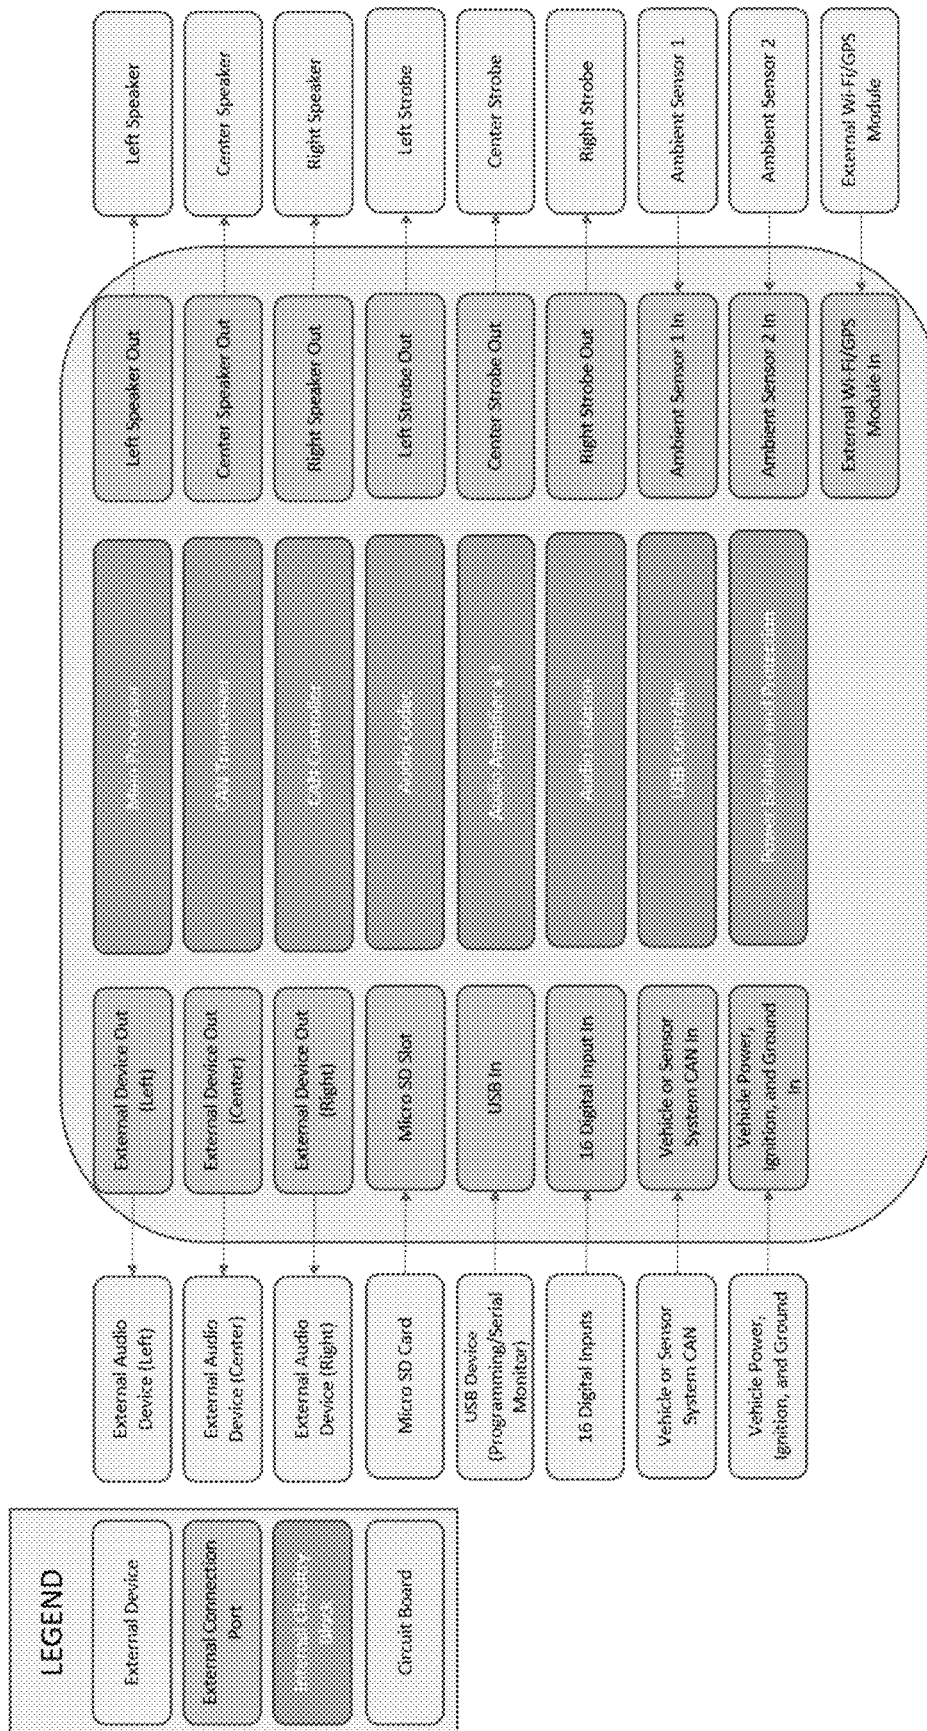 LEGEND
External Device
External Connection
Port
Circuit Board
External Audio
Device (Left)
External Audio
Device (Center)
External Audio
Device (Right)
Micro SD Card
USB Device
(Programming/Serial
Monitor)
16 Digital Inputs
Vehicle or Sensor
System CAN
Vehicle Power,
Ignition, and Ground
External Device Out
(Left)
External Device Out
(Center)
External Device Out
(Right)
Micro SD Slot
USB In
16 Digital Input In
Vehicle or Sensor
System CAN In
Vehicle Power,
Ignition, and Ground
In
Main Processor
Left Speaker Out
Center Speaker Out
Right Speaker Out
Left Strobe Out
Center Strobe Out
Right Strobe Out
Ambient Sensor 1 In
Ambient Sensor 2 In
External Wi-Fi/GPS
Module In
Left Speaker
Center Speaker
Right Speaker
Left Strobe
Center Strobe
Right Strobe
Ambient Sensor 1
Ambient Sensor 2
External Wi-Fi/GPS
Module